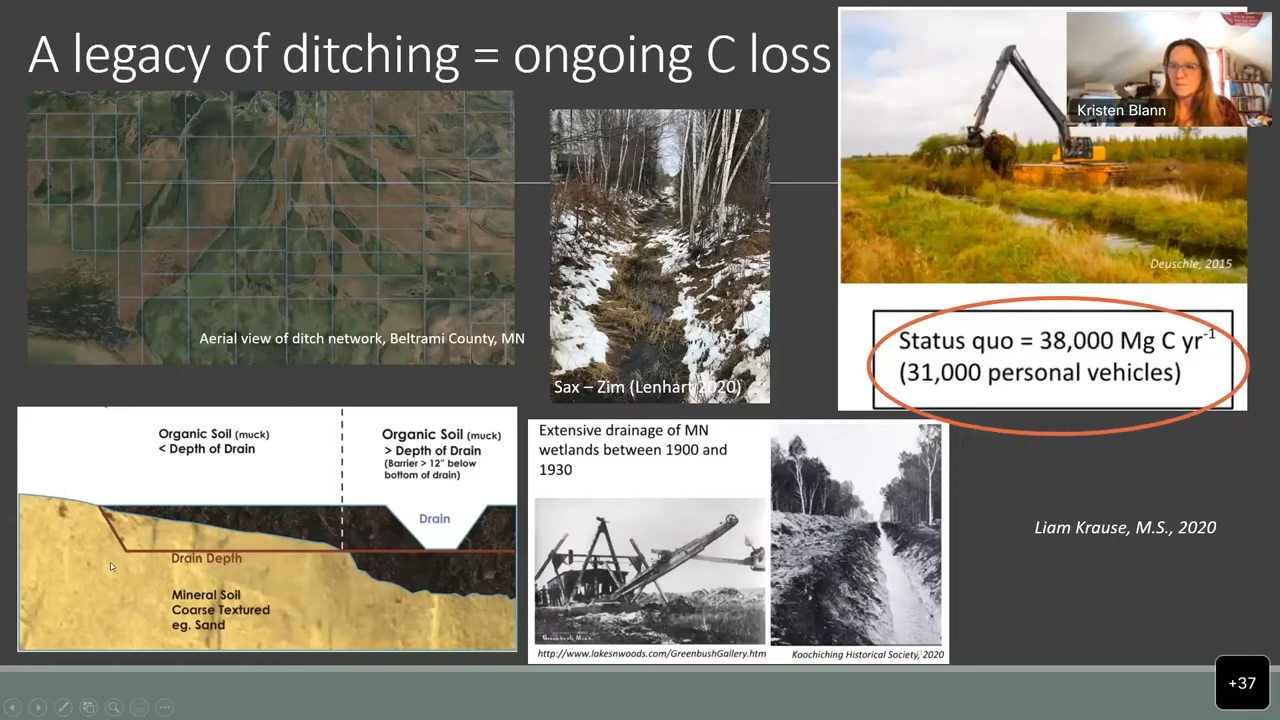 A legacy of ditching = ongoing C loss
Kristen Blann
Deuschle, 2015
Aerial view of ditch network, Beltrami County, MN
Sax – Zim (Lenhart 2020)
Status quo = 38,000 Mg C yr⁻¹
(31,000 personal vehicles)
Organic Soil (muck)
< Depth of Drain
Organic Soil (muck)
> Depth of Drain
(Barrier > 12" below
bottom of drain)
Drain
Drain Depth
Mineral Soil
Coarse Textured
eg. Sand
Extensive drainage of MN
wetlands between 1900 and
1930
Greenbush Minn.
http://www.lakesnwoods.com/GreenbushGallery.htm
Koochiching Historical Society, 2020
Liam Krause, M.S., 2020
+37